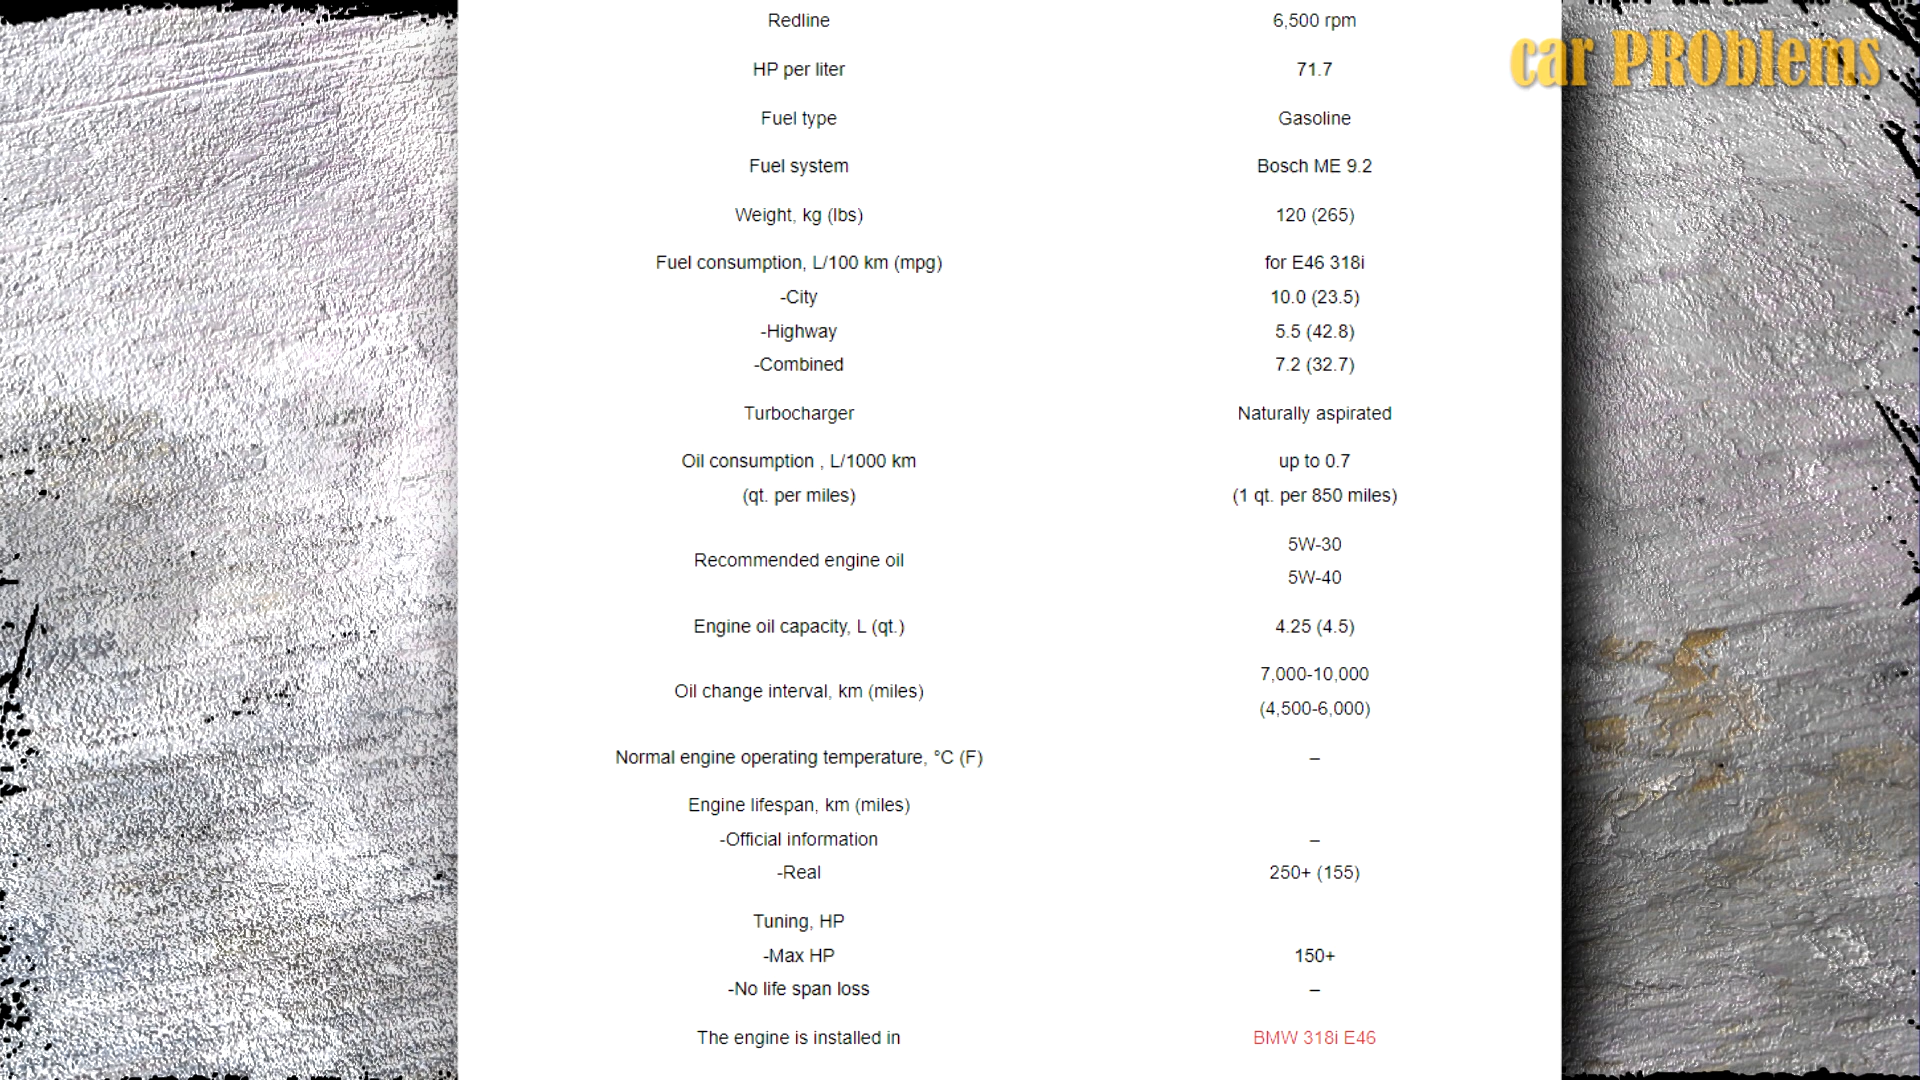 car PROblems
Redline 6,500 rpm
HP per liter 71.7
Fuel type Gasoline
Fuel system Bosch ME 9.2
Weight, kg (lbs) 120 (265)
Fuel consumption, L/100 km (mpg) for E46 318i
-City 10.0 (23.5)
-Highway 5.5 (42.8)
-Combined 7.2 (32.7)
Turbocharger Naturally aspirated
Oil consumption , L/1000 km up to 0.7
(qt. per miles) (1 qt. per 850 miles)
Recommended engine oil 5W-30
5W-40
Engine oil capacity, L (qt.) 4.25 (4.5)
Oil change interval, km (miles) 7,000-10,000
(4,500-6,000)
Normal engine operating temperature, °C (F) –
Engine lifespan, km (miles)
-Official information –
-Real 250+ (155)
Tuning, HP
-Max HP 150+
-No life span loss –
The engine is installed in BMW 318i E46